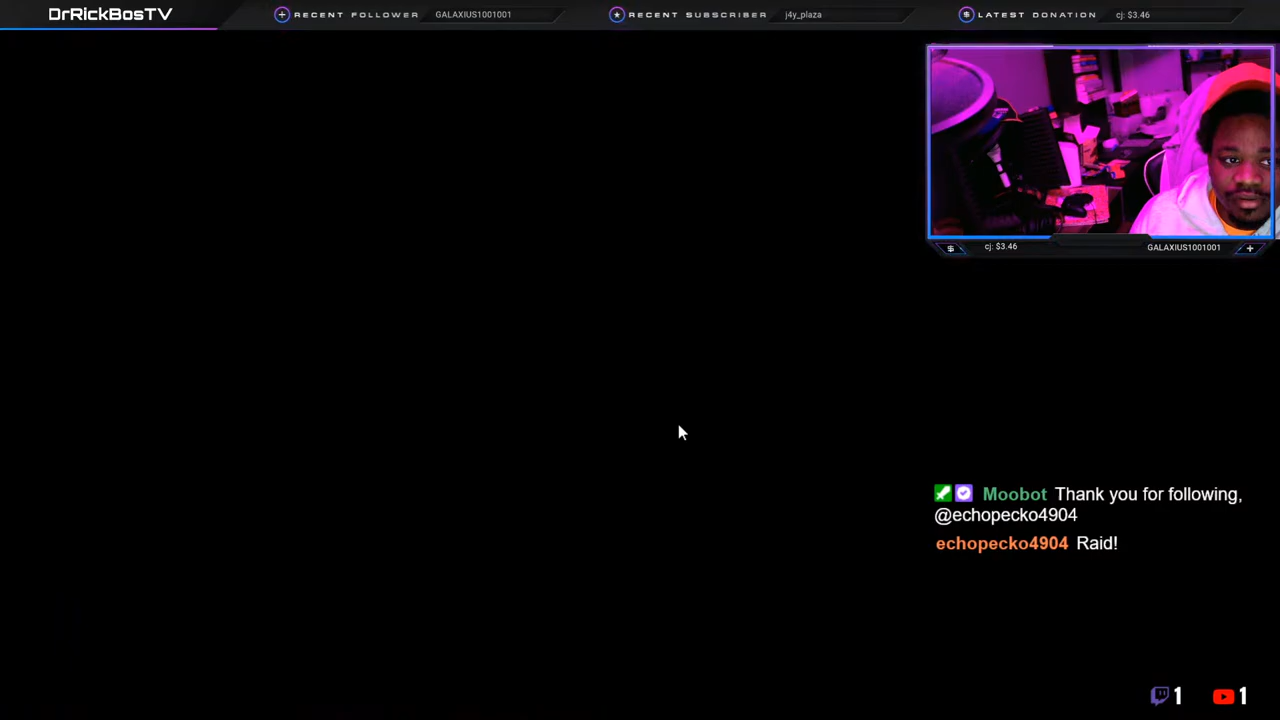 DrRickBosTV
RECENT FOLLOWER GALAXIUS1001001
RECENT SUBSCRIBER j4y_plaza
LATEST DONATION cj: $3.46
cj: $3.46
GALAXIUS1001001
Moobot Thank you for following,
@echopecko4904
echopecko4904 Raid!
1
1